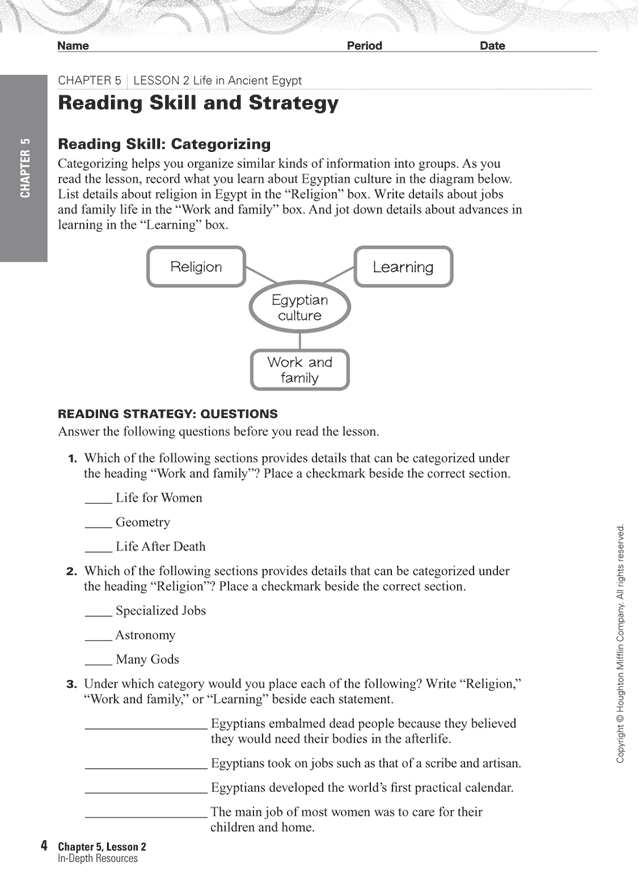 Name Period Date
CHAPTER 5 | LESSON 2 Life in Ancient Egypt
Reading Skill and Strategy
CHAPTER 5
Reading Skill: Categorizing
Categorizing helps you organize similar kinds of information into groups. As you
read the lesson, record what you learn about Egyptian culture in the diagram below.
List details about religion in Egypt in the “Religion” box. Write details about jobs
and family life in the “Work and family” box. And jot down details about advances in
learning in the “Learning” box.
Religion
Learning
Egyptian
culture
Work and
family
READING STRATEGY: QUESTIONS
Answer the following questions before you read the lesson.
1. Which of the following sections provides details that can be categorized under
the heading “Work and family”? Place a checkmark beside the correct section.
____ Life for Women
____ Geometry
____ Life After Death
2. Which of the following sections provides details that can be categorized under
the heading “Religion”? Place a checkmark beside the correct section.
____ Specialized Jobs
____ Astronomy
____ Many Gods
3. Under which category would you place each of the following? Write “Religion,”
“Work and family,” or “Learning” beside each statement.
__________________ Egyptians embalmed dead people because they believed
they would need their bodies in the afterlife.
__________________ Egyptians took on jobs such as that of a scribe and artisan.
__________________ Egyptians developed the world’s first practical calendar.
__________________ The main job of most women was to care for their
children and home.
4 Chapter 5, Lesson 2
In-Depth Resources
Copyright © Houghton Mifflin Company. All rights reserved.